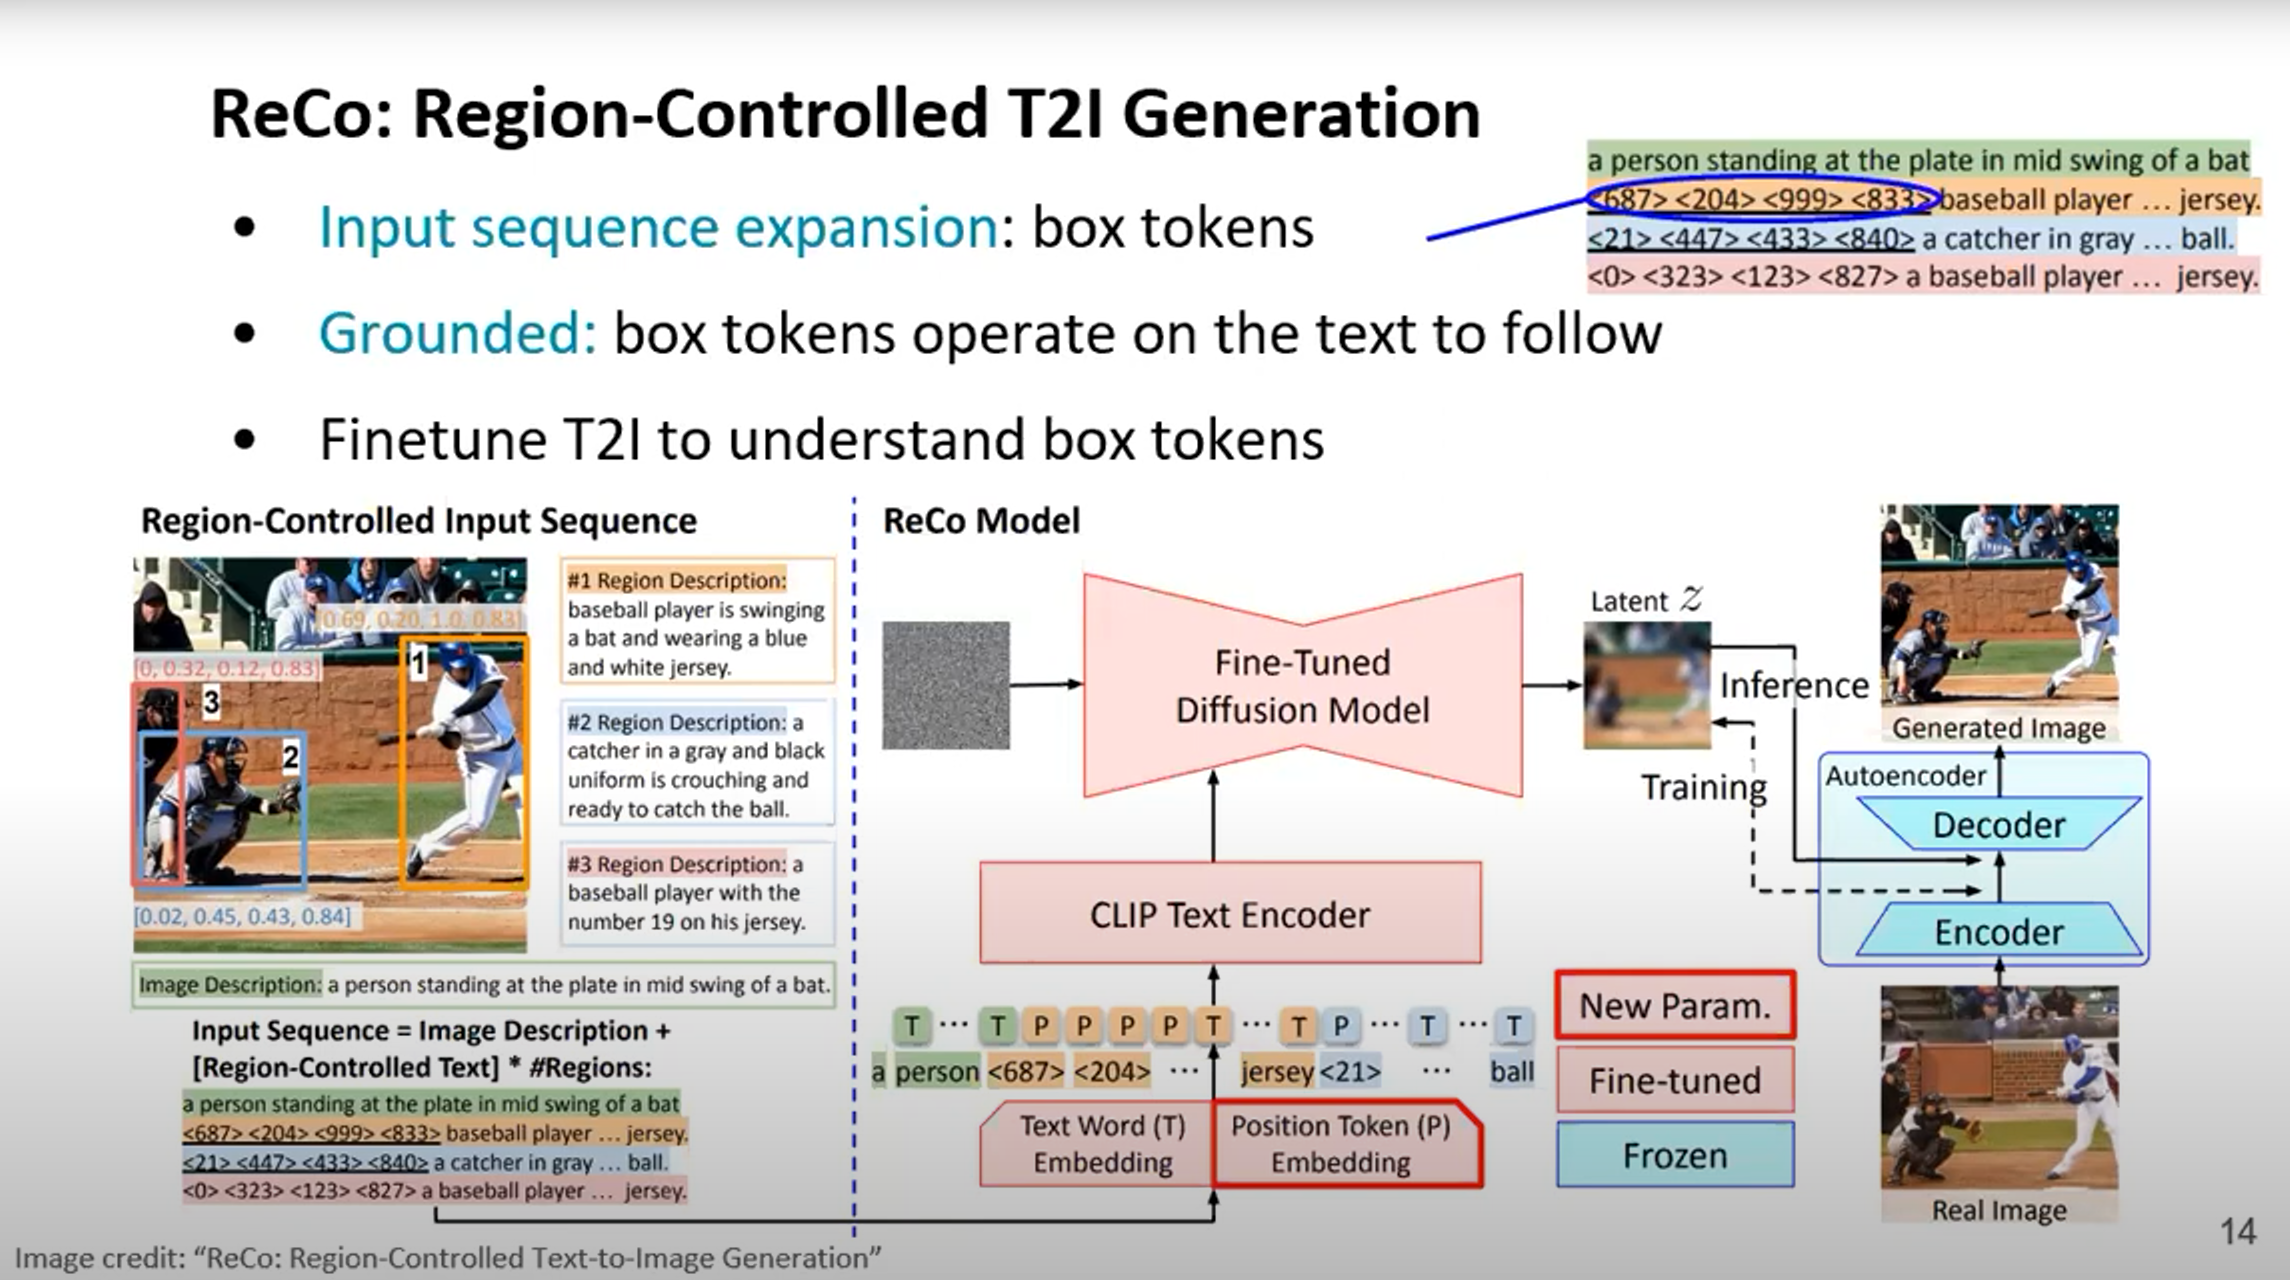 ReCo: Region-Controlled T2I Generation
a person standing at the plate in mid swing of a bat
<687> <204> <999> <833> baseball player … jersey.
<21> <447> <433> <840> a catcher in gray … ball.
<0> <323> <123> <827> a baseball player … jersey.
• Input sequence expansion: box tokens
• Grounded: box tokens operate on the text to follow
• Finetune T2I to understand box tokens
Region-Controlled Input Sequence
[0.69, 0.20, 1.0, 0.83]
1
[0, 0.32, 0.12, 0.83]
3
2
[0.02, 0.45, 0.43, 0.84]
#1 Region Description:
baseball player is swinging
a bat and wearing a blue
and white jersey.
#2 Region Description: a
catcher in a gray and black
uniform is crouching and
ready to catch the ball.
#3 Region Description: a
baseball player with the
number 19 on his jersey.
Image Description: a person standing at the plate in mid swing of a bat.
Input Sequence = Image Description +
[Region-Controlled Text] * #Regions:
a person standing at the plate in mid swing of a bat
<687> <204> <999> <833> baseball player … jersey.
<21> <447> <433> <840> a catcher in gray … ball.
<0> <323> <123> <827> a baseball player … jersey.
ReCo Model
Fine-Tuned
Diffusion Model
Latent z
Inference
Training
Generated Image
Autoencoder
Decoder
Encoder
Real Image
CLIP Text Encoder
T … T P P P P T … T P … T … T
a person <687> <204> … jersey <21> … ball
Text Word (T)
Embedding
Position Token (P)
Embedding
New Param.
Fine-tuned
Frozen
14
Image credit: “ReCo: Region-Controlled Text-to-Image Generation”